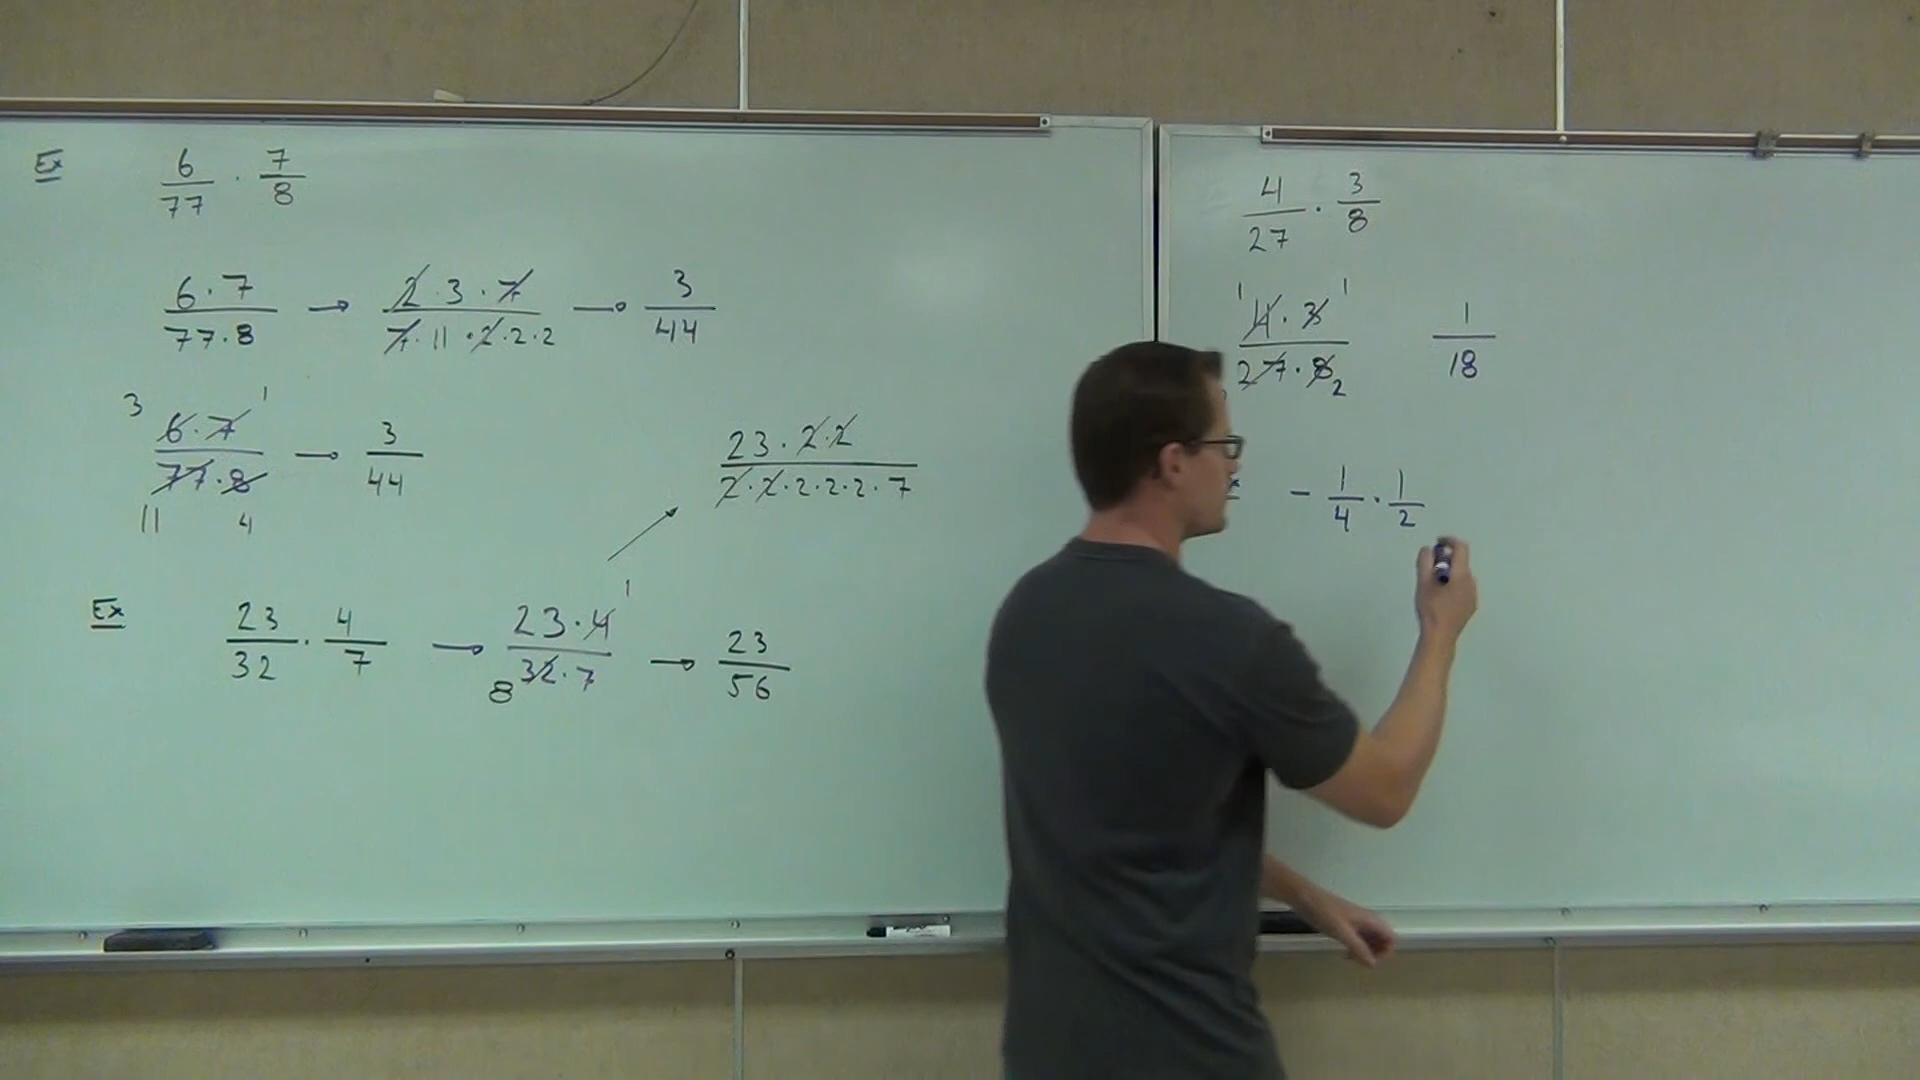 Ex 6/77 · 7/8
6·7/77·8 → 2·3·7/7·11·2·2·2 → 3/44
3 1
6·7/77·8 → 3/44
11 4
23·2·2/2·2·2·2·2·7
Ex 23/32 · 4/7 → 23·4/32·7 → 23/56
1
8
4/27 · 3/8
1 1
4·3/27·8 1/18
2
- 1/4 · 1/2